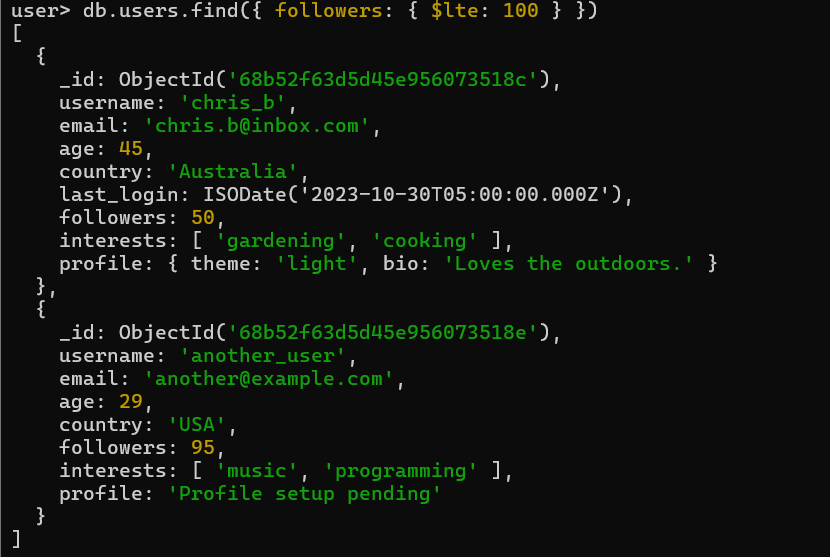 user> db.users.find({ followers: { $lte: 100 } })
[
  {
    _id: ObjectId('68b52f63d5d45e956073518c'),
    username: 'chris_b',
    email: 'chris.b@inbox.com',
    age: 45,
    country: 'Australia',
    last_login: ISODate('2023-10-30T05:00:00.000Z'),
    followers: 50,
    interests: [ 'gardening', 'cooking' ],
    profile: { theme: 'light', bio: 'Loves the outdoors.' }
  },
  {
    _id: ObjectId('68b52f63d5d45e956073518e'),
    username: 'another_user',
    email: 'another@example.com',
    age: 29,
    country: 'USA',
    followers: 95,
    interests: [ 'music', 'programming' ],
    profile: 'Profile setup pending'
  }
]